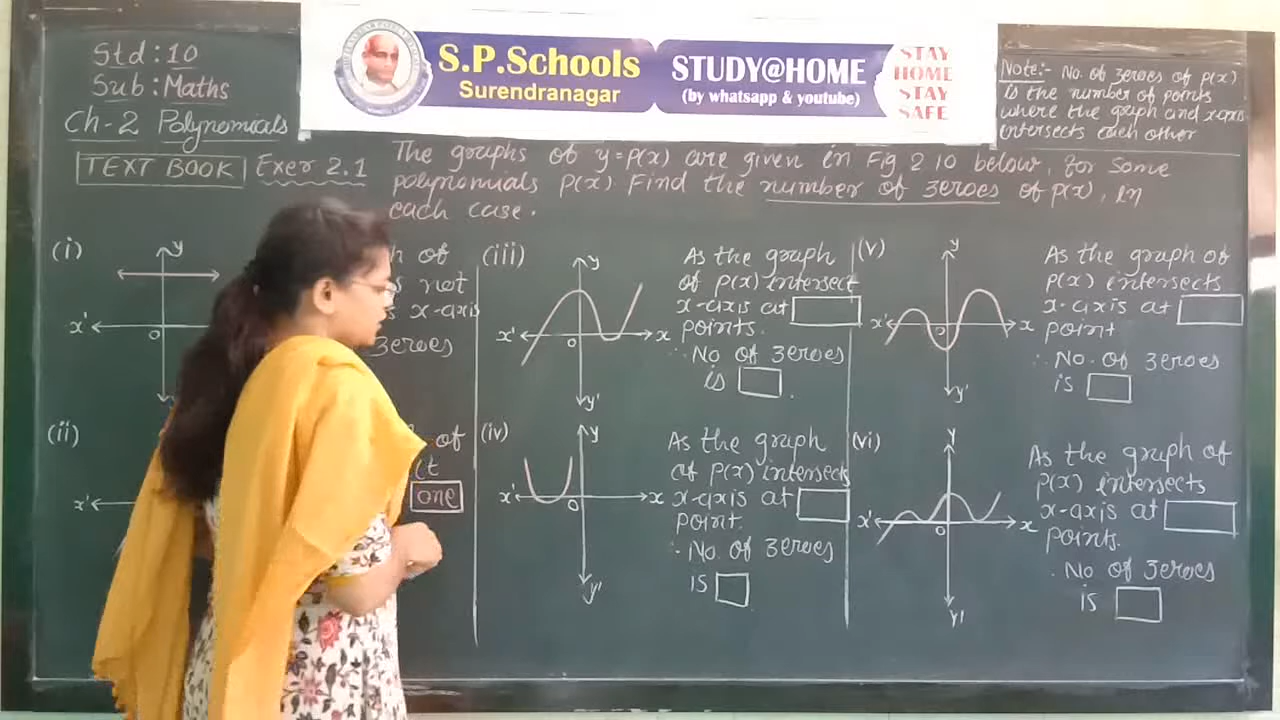 Std : 10
Sub : Maths
Ch-2 Polynomials
TEXT BOOK Exer 2.1
S.P.Schools
Surendranagar
STUDY@HOME
(by whatsapp & youtube)
STAY
HOME
STAY
SAFE
Note:- No. of zeroes of p(x)
is the number of points
where the graph and x-axis
intersects each other
The graphs of y=p(x) are given in Fig 2.10 below, for some
polynomials p(x). Find the number of zeroes of p(x), in
each case.
(i)
y
x'
o
of
not
x-axis
zeroes
(ii)
x'
of
one
(iii)
y
x'
o
x
y'
As the graph
of p(x) intersect
x-axis at
points.
∴ No of zeroes
is
(iv)
y
x'
o
x
y'
As the graph
of p(x) intersects
x-axis at
point.
∴ No. of zeroes
is
(v)
y
x'
o
x
y'
As the graph of
p(x) intersects
x-axis at
point
∴ No. of zeroes
is
(vi)
y
x'
o
x
y'
As the graph of
p(x) intersects
x-axis at
points.
∴ No of zeroes
is